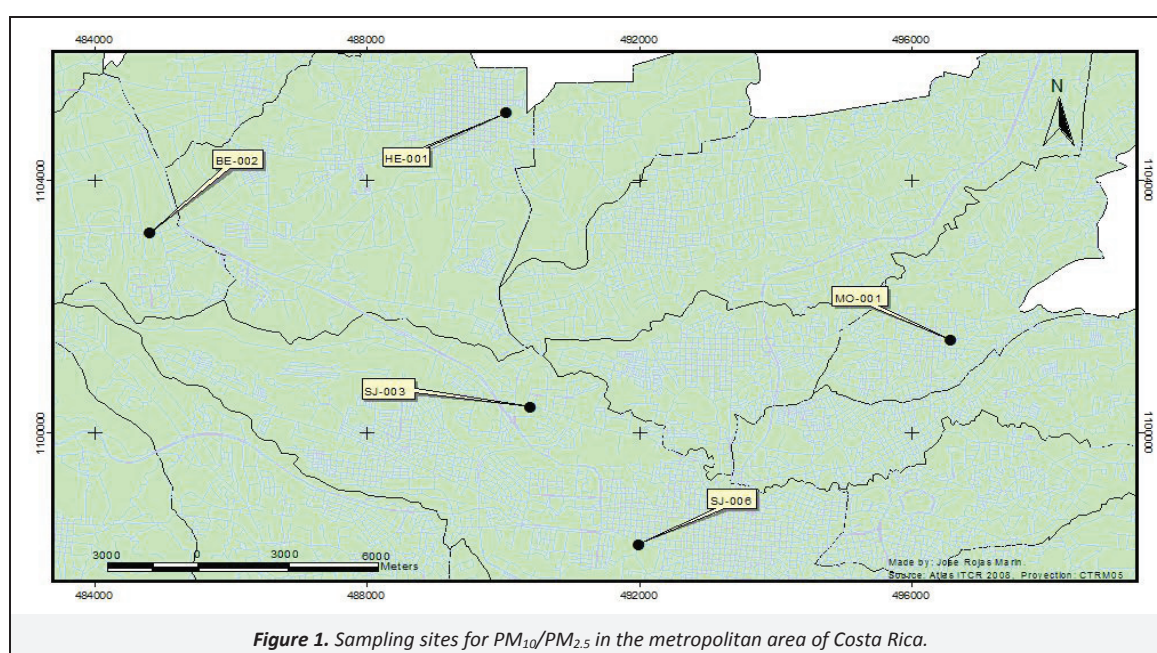 484000 488000 492000 496000
N
HE-001
BE-002
1104000 1104000
MO-001
SJ-003
1100000 1100000
SJ-006
3000 0 3000 6000
Meters
Made by: Jose Rojas Marin.
Source: Atlas ITCR 2008, Proyection: CTRM05
484000 488000 492000 496000
Figure 1. Sampling sites for PM10/PM2.5 in the metropolitan area of Costa Rica.